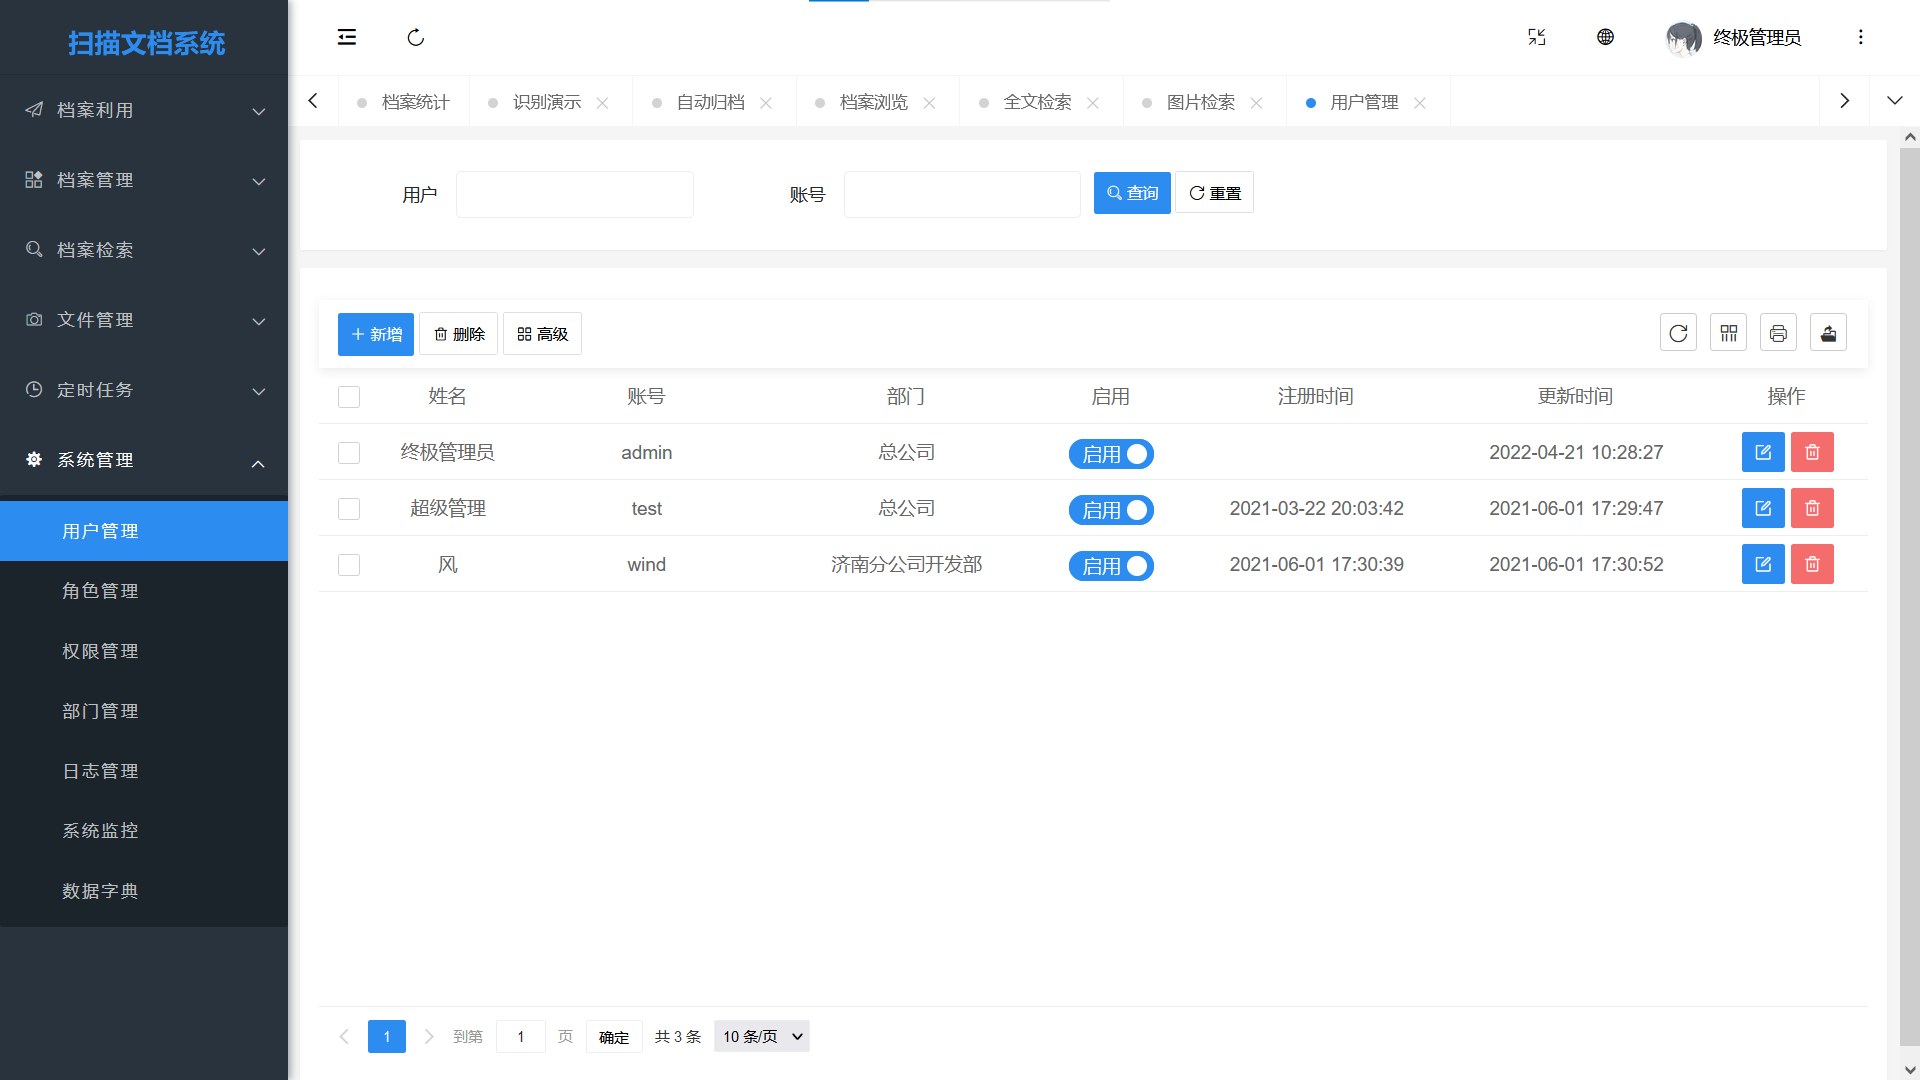 扫描文档系统
终极管理员
档案利用
档案管理
档案检索
文件管理
定时任务
系统管理
用户管理
角色管理
权限管理
部门管理
日志管理
系统监控
数据字典
档案统计 识别演示 自动归档 档案浏览 全文检索 图片检索 用户管理
用户 账号 查询 重置
新增 删除 高级
姓名 账号 部门 启用 注册时间 更新时间 操作
终极管理员 admin 总公司 启用 2022-04-21 10:28:27
超级管理 test 总公司 启用 2021-03-22 20:03:42 2021-06-01 17:29:47
风 wind 济南分公司开发部 启用 2021-06-01 17:30:39 2021-06-01 17:30:52
1 到第 1 页 确定 共 3 条 10 条/页